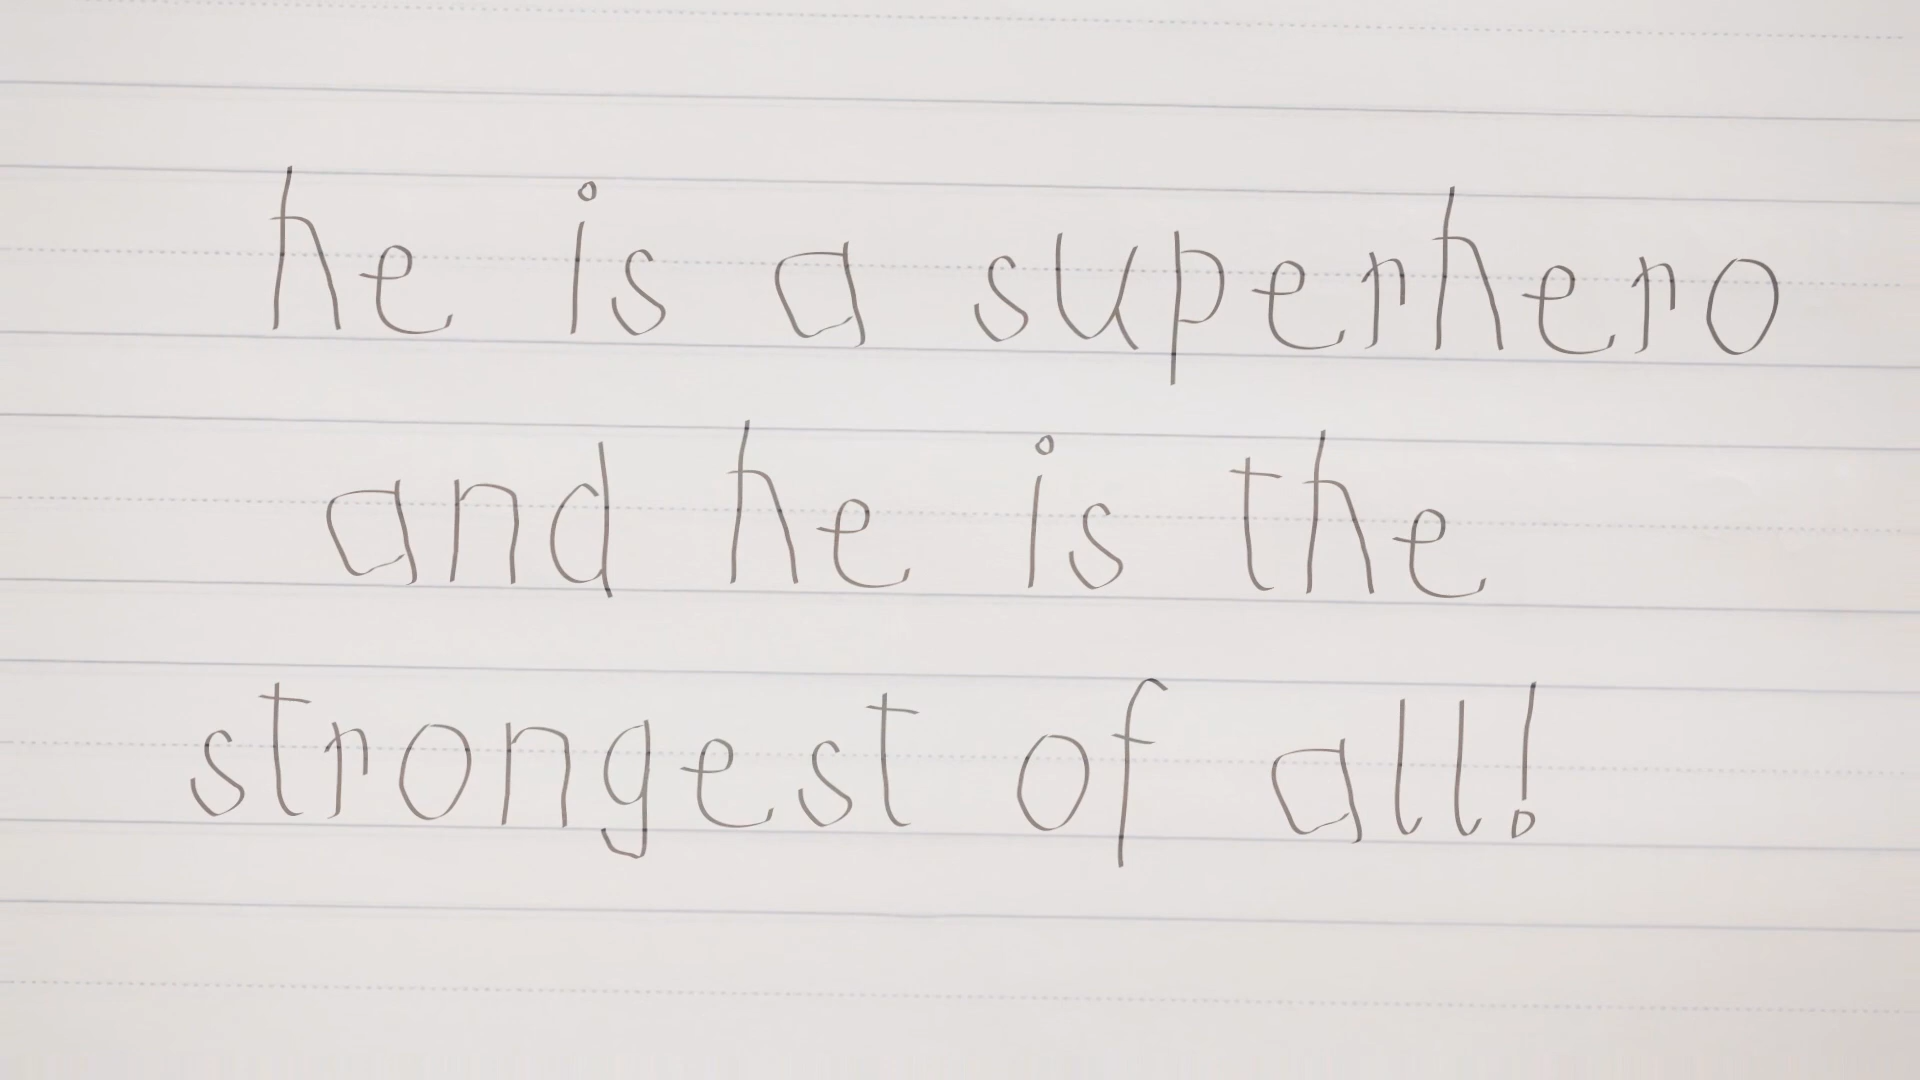 he is a superhero
and he is the
strongest of all!